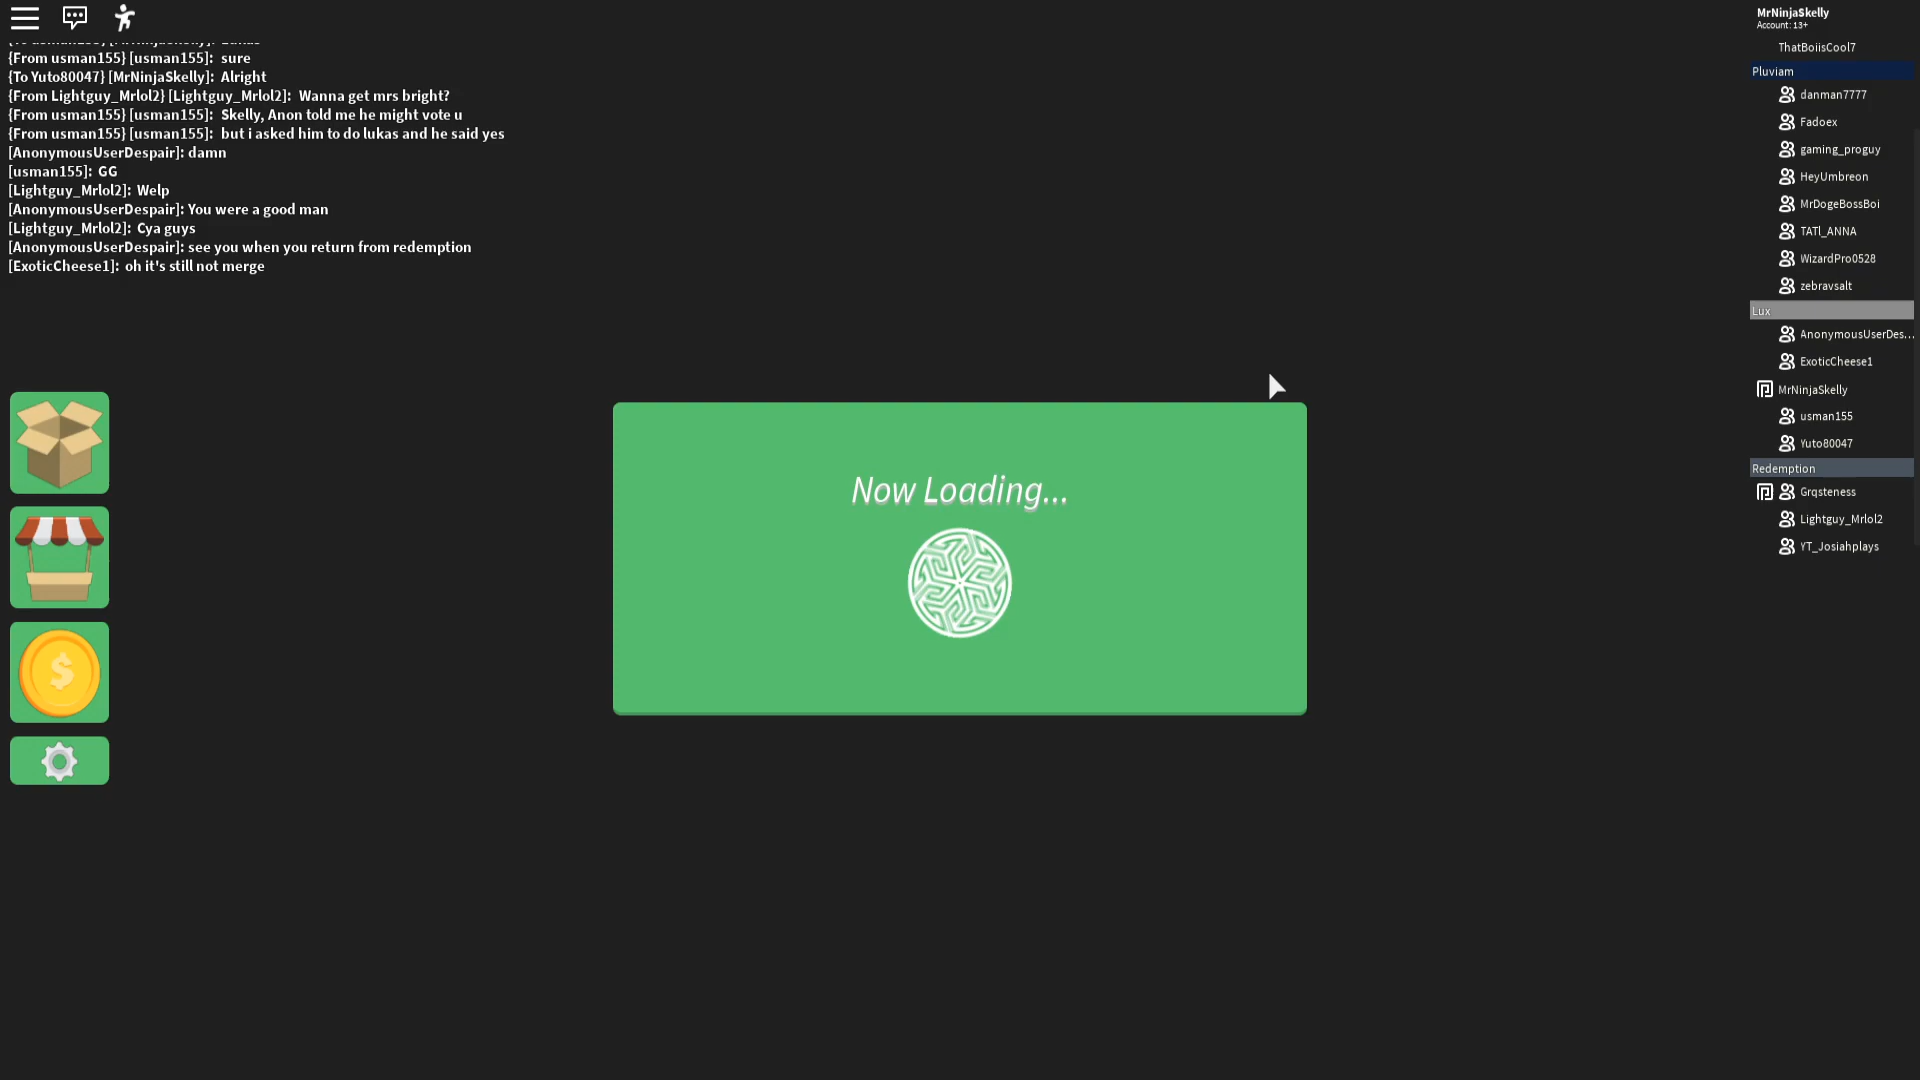 {From usman155} [usman155]: sure
{To Yuto80047} [MrNinjaSkelly]: Alright
{From Lightguy_Mrlol2} [Lightguy_Mrlol2]: Wanna get mrs bright?
{From usman155} [usman155]: Skelly, Anon told me he might vote u
{From usman155} [usman155]: but i asked him to do lukas and he said yes
[AnonymousUserDespair]: damn
[usman155]: GG
[Lightguy_Mrlol2]: Welp
[AnonymousUserDespair]: You were a good man
[Lightguy_Mrlol2]: Cya guys
[AnonymousUserDespair]: see you when you return from redemption
[ExoticCheese1]: oh it's still not merge
Now Loading...
MrNinjaSkelly
Account: 13+
ThatBoiisCool7
Pluviam
danman7777
Fadoex
gaming_proguy
HeyUmbreon
MrDogeBossBoi
TATl_ANNA
WizardPro0528
zebravsalt
Lux
AnonymousUserDes...
ExoticCheese1
MrNinjaSkelly
usman155
Yuto80047
Redemption
Grqsteness
Lightguy_Mrlol2
YT_Josiahplays